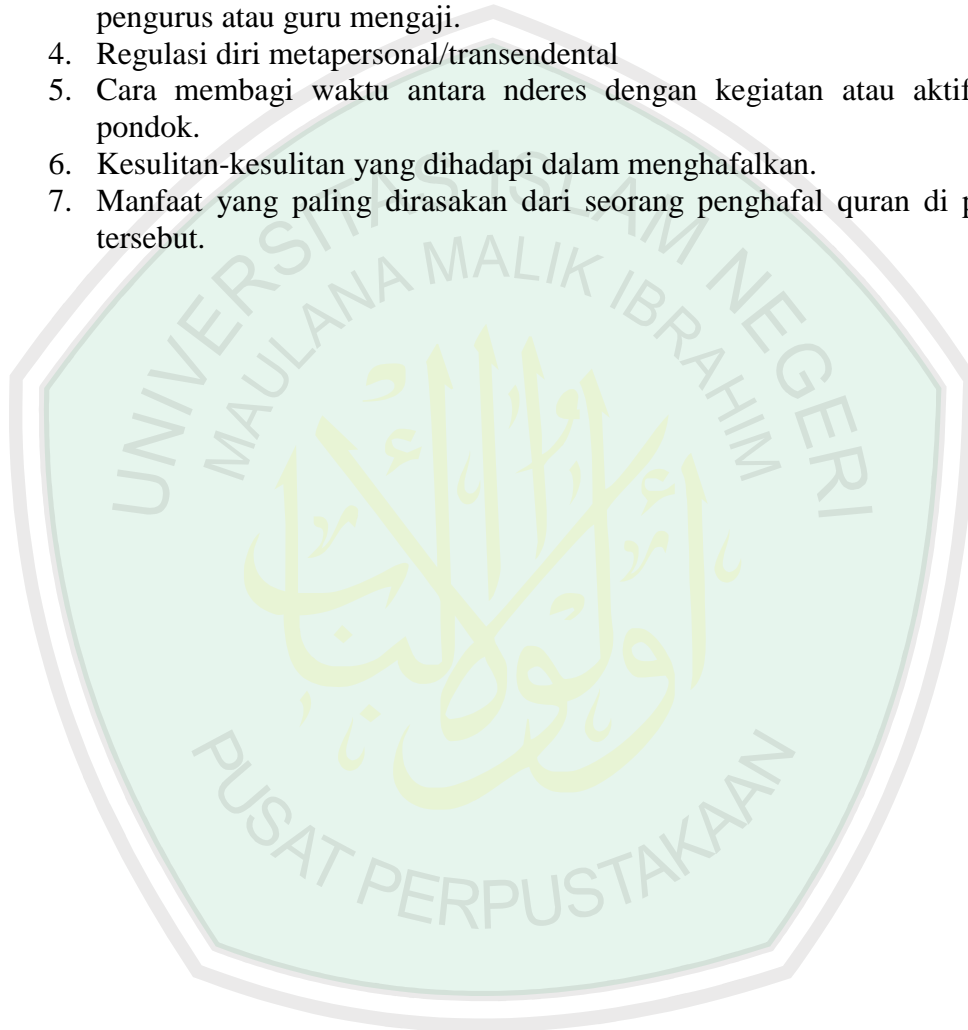 pengurus atau guru mengaji.
4. Regulasi diri metapersonal/transendental
5. Cara membagi waktu antara nderes dengan kegiatan atau aktif
pondok.
6. Kesulitan-kesulitan yang dihadapi dalam menghafalkan.
7. Manfaat yang paling dirasakan dari seorang penghafal quran di p
tersebut.
UNIVERSITAS ISLAM NEGERI
MAULANA MALIK IBRAHIM
أولوا الألباب
PUSAT PERPUSTAKAAN